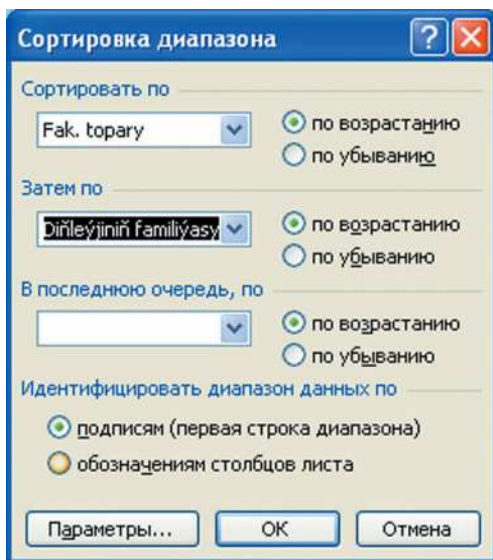 Сортировка диапазона
Сортировать по
Fak. topary
по возрастанию
по убыванию
Затем по
Diňleýjiniň familiýasy
по возрастанию
по убыванию
В последнюю очередь, по
по возрастанию
по убыванию
Идентифицировать диапазон данных по
подписям (первая строка диапазона)
обозначениям столбцов листа
Параметры... ОК Отмена